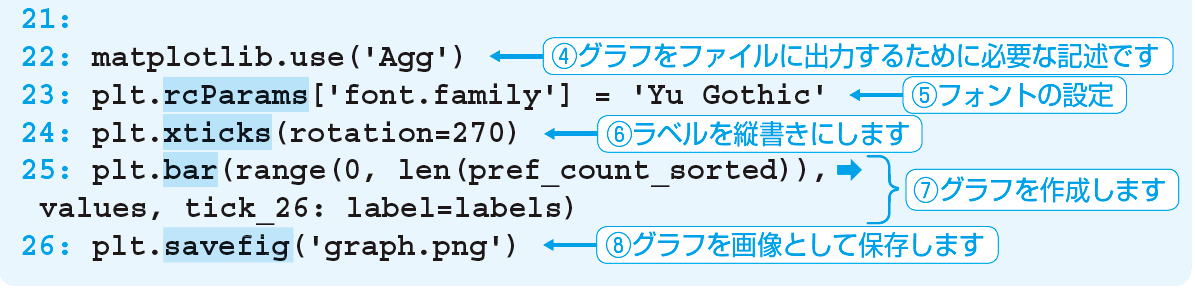 21:
22: matplotlib.use('Agg') ④グラフをファイルに出力するために必要な記述です
23: plt.rcParams['font.family'] = 'Yu Gothic' ⑤フォントの設定
24: plt.xticks(rotation=270) ⑥ラベルを縦書きにします
25: plt.bar(range(0, len(pref_count_sorted)), ➡
values, tick_26: label=labels) ⑦グラフを作成します
26: plt.savefig('graph.png') ⑧グラフを画像として保存します